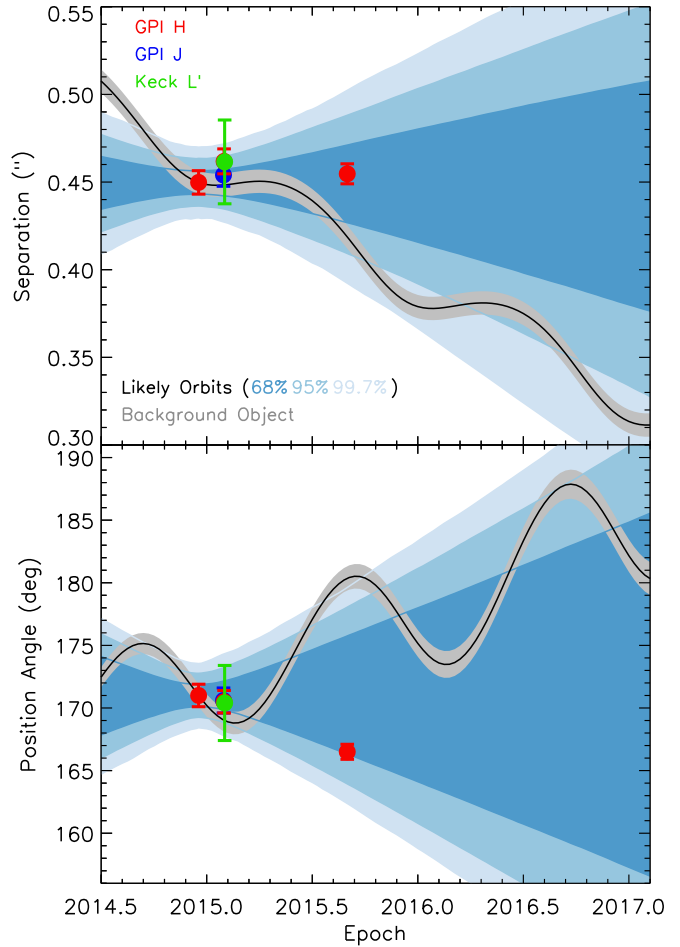 0.55
GPI H
GPI J
Keck L'
0.50
0.45
0.40
0.35
0.30
Separation (")
Likely Orbits (68% 95% 99.7%)
Background Object
190
185
180
175
170
165
160
Position Angle (deg)
2014.5 2015.0 2015.5 2016.0 2016.5 2017.0
Epoch